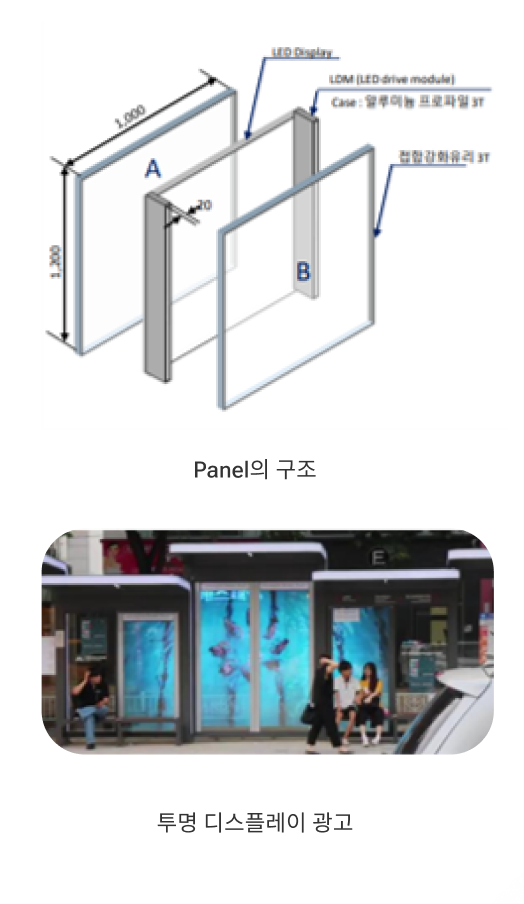 LED Display
LDM (LED drive module)
Case : 알루미늄 프로파일 3T
1,000
A
접합강화유리 3T
20
1,200
B
Panel의 구조
E
투명 디스플레이 광고